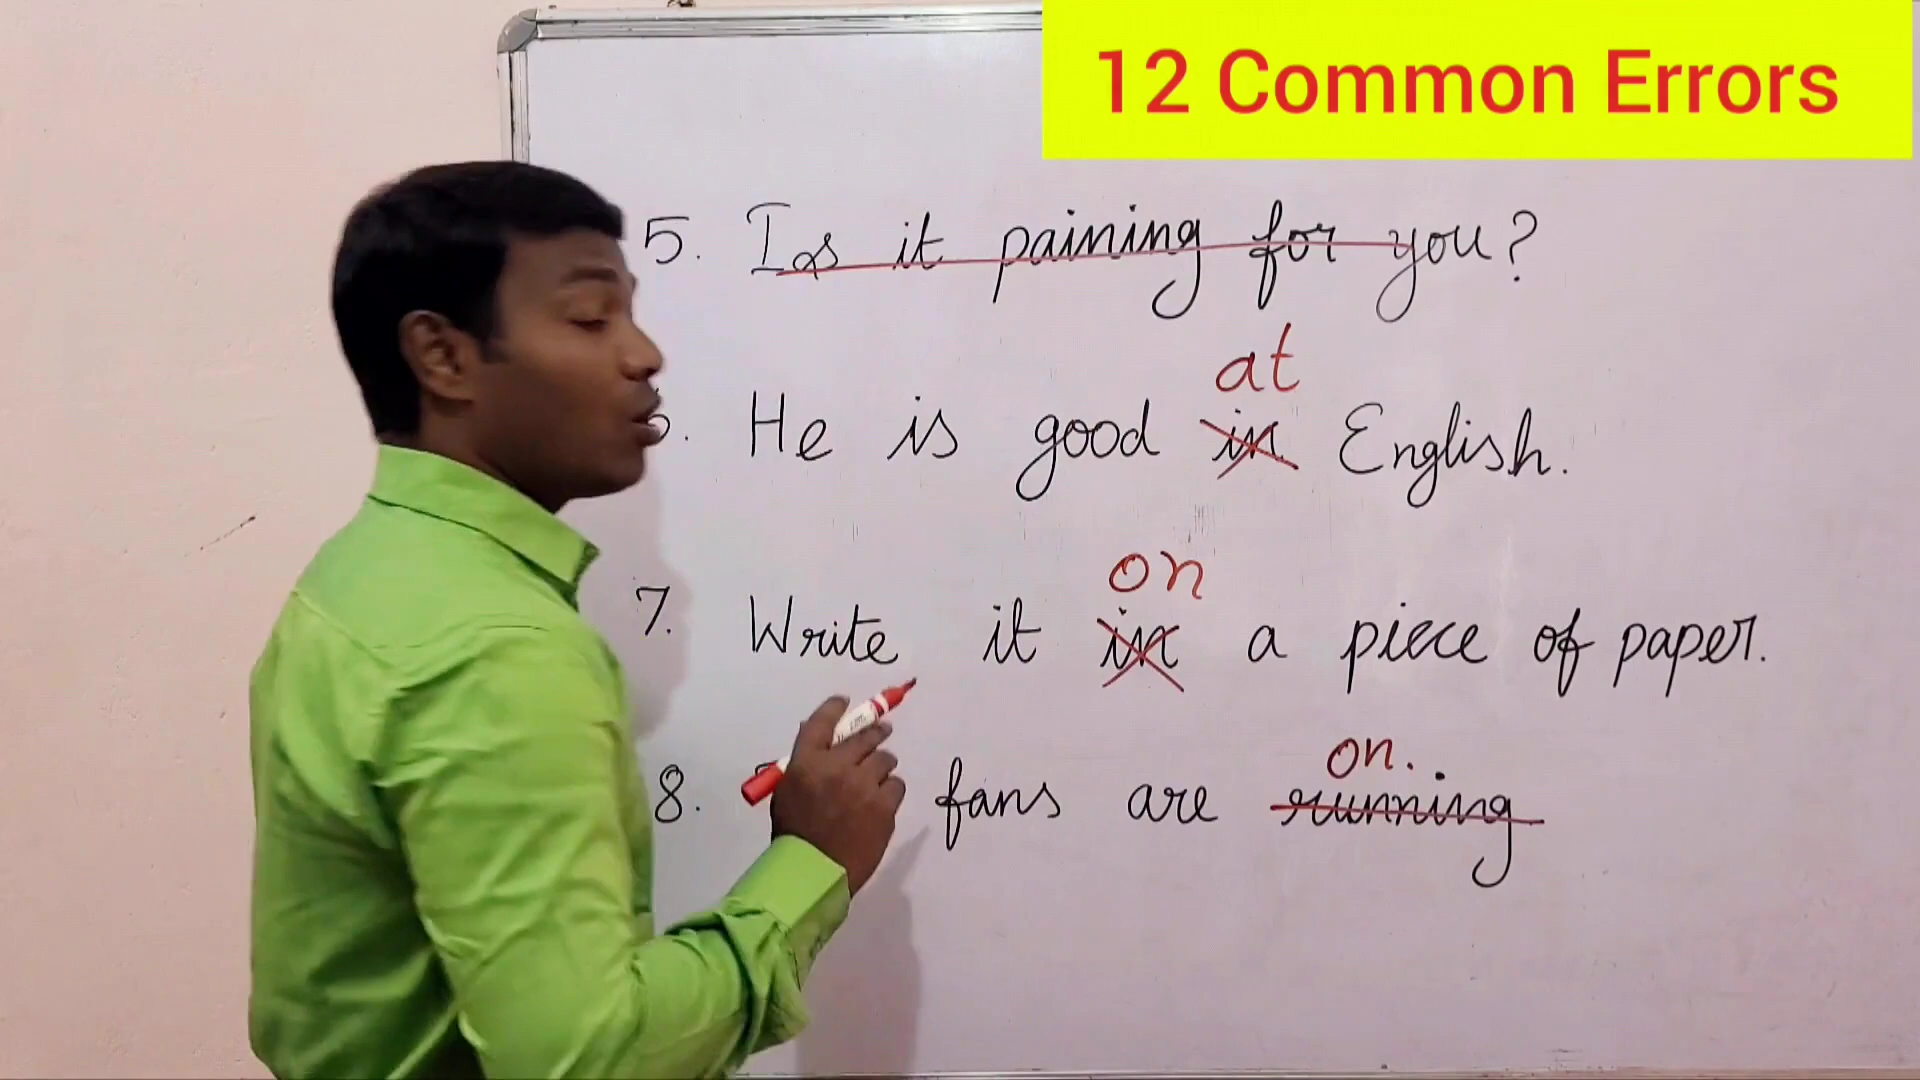 12 Common Errors
5. Is it paining for you?
at
6. He is good in English.
on
7. Write it in a piece of paper.
on.
8. fans are running